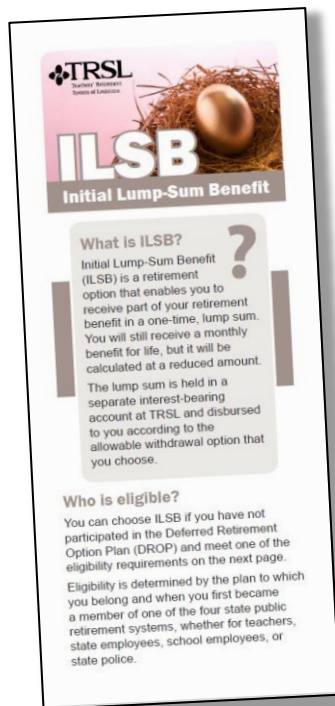 TRSL
Teachers' Retirement
System of Louisiana
ILSB
Initial Lump-Sum Benefit
What is ILSB?
?
Initial Lump-Sum Benefit
(ILSB) is a retirement
option that enables you to
receive part of your retirement
benefit in a one-time, lump sum.
You will still receive a monthly
benefit for life, but it will be
calculated at a reduced amount.
The lump sum is held in a
separate interest-bearing
account at TRSL and disbursed
to you according to the
allowable withdrawal option that
you choose.
Who is eligible?
You can choose ILSB if you have not
participated in the Deferred Retirement
Option Plan (DROP) and meet one of the
eligibility requirements on the next page.
Eligibility is determined by the plan to which
you belong and when you first became
a member of one of the four state public
retirement systems, whether for teachers,
state employees, school employees, or
state police.